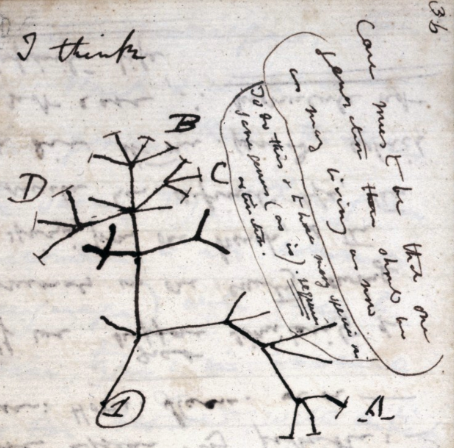 36
I think
Case must be that one
generation then should be
as many living as now
To do this & to have many species in
same genus (as is). requires
extinction.
B
C
D
A
1